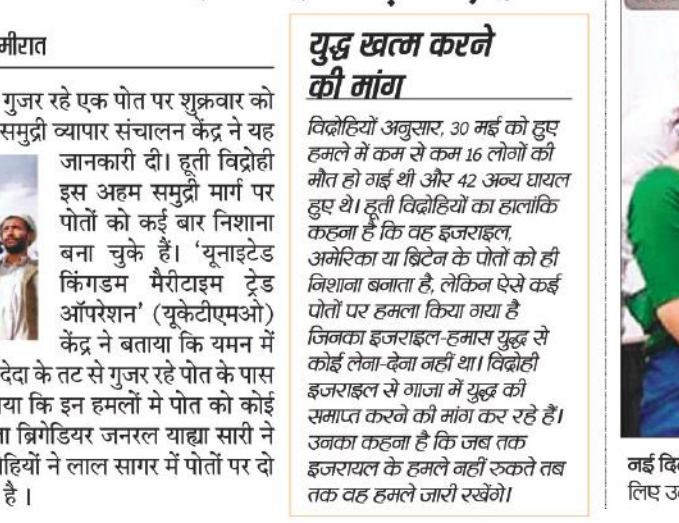 मीरात
गुजर रहे एक पोत पर शुक्रवार को
समुद्री व्यापार संचालन केंद्र ने यह
जानकारी दी। हूती विद्रोही
इस अहम समुद्री मार्ग पर
पोतों को कई बार निशाना
बना चुके हैं। 'यूनाइटेड
किंगडम मैरीटाइम ट्रेड
ऑपरेशन' (यूकेटीएमओ)
केंद्र ने बताया कि यमन में
देदा के तट से गुजर रहे पोत के पास
या कि इन हमलों मे पोत को कोई
ता ब्रिगेडियर जनरल याह्या सारी ने
हियों ने लाल सागर में पोतों पर दो
है ।
युद्ध खत्म करने
की मांग
विद्रोहियों अनुसार, 30 मई को हुए
हमले में कम से कम 16 लोगों की
मौत हो गई थी और 42 अन्य घायल
हुए थे। हूती विद्रोहियों का हालांकि
कहना है कि वह इजराइल,
अमेरिका या ब्रिटेन के पोतों को ही
निशाना बनाता है, लेकिन ऐसे कई
पोतों पर हमला किया गया है
जिनका इजराइल-हमास युद्ध से
कोई लेना-देना नहीं था। विद्रोही
इजराइल से गाजा में युद्ध की
समाप्त करने की मांग कर रहे हैं।
उनका कहना है कि जब तक
इजरायल के हमले नहीं रुकते तब
तक वह हमले जारी रखेंगे।
नई दि
लिए उ